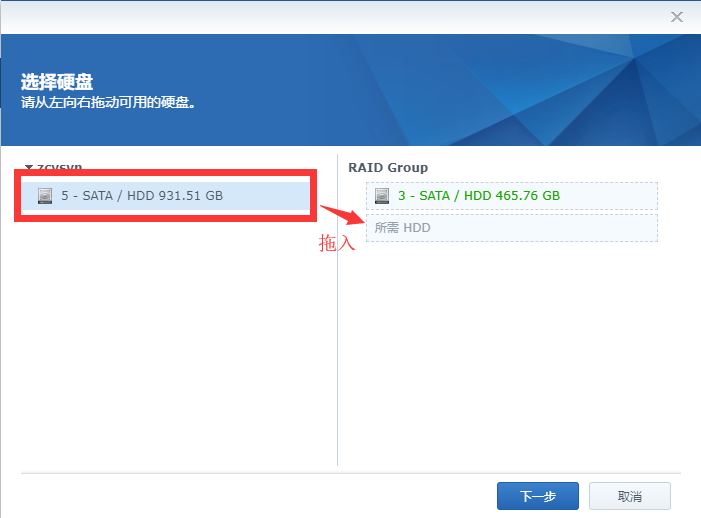 选择硬盘
请从左向右拖动可用的硬盘。
zcysyn
RAID Group
5 - SATA / HDD 931.51 GB
3 - SATA / HDD 465.76 GB
所需 HDD
拖入
下一步
取消